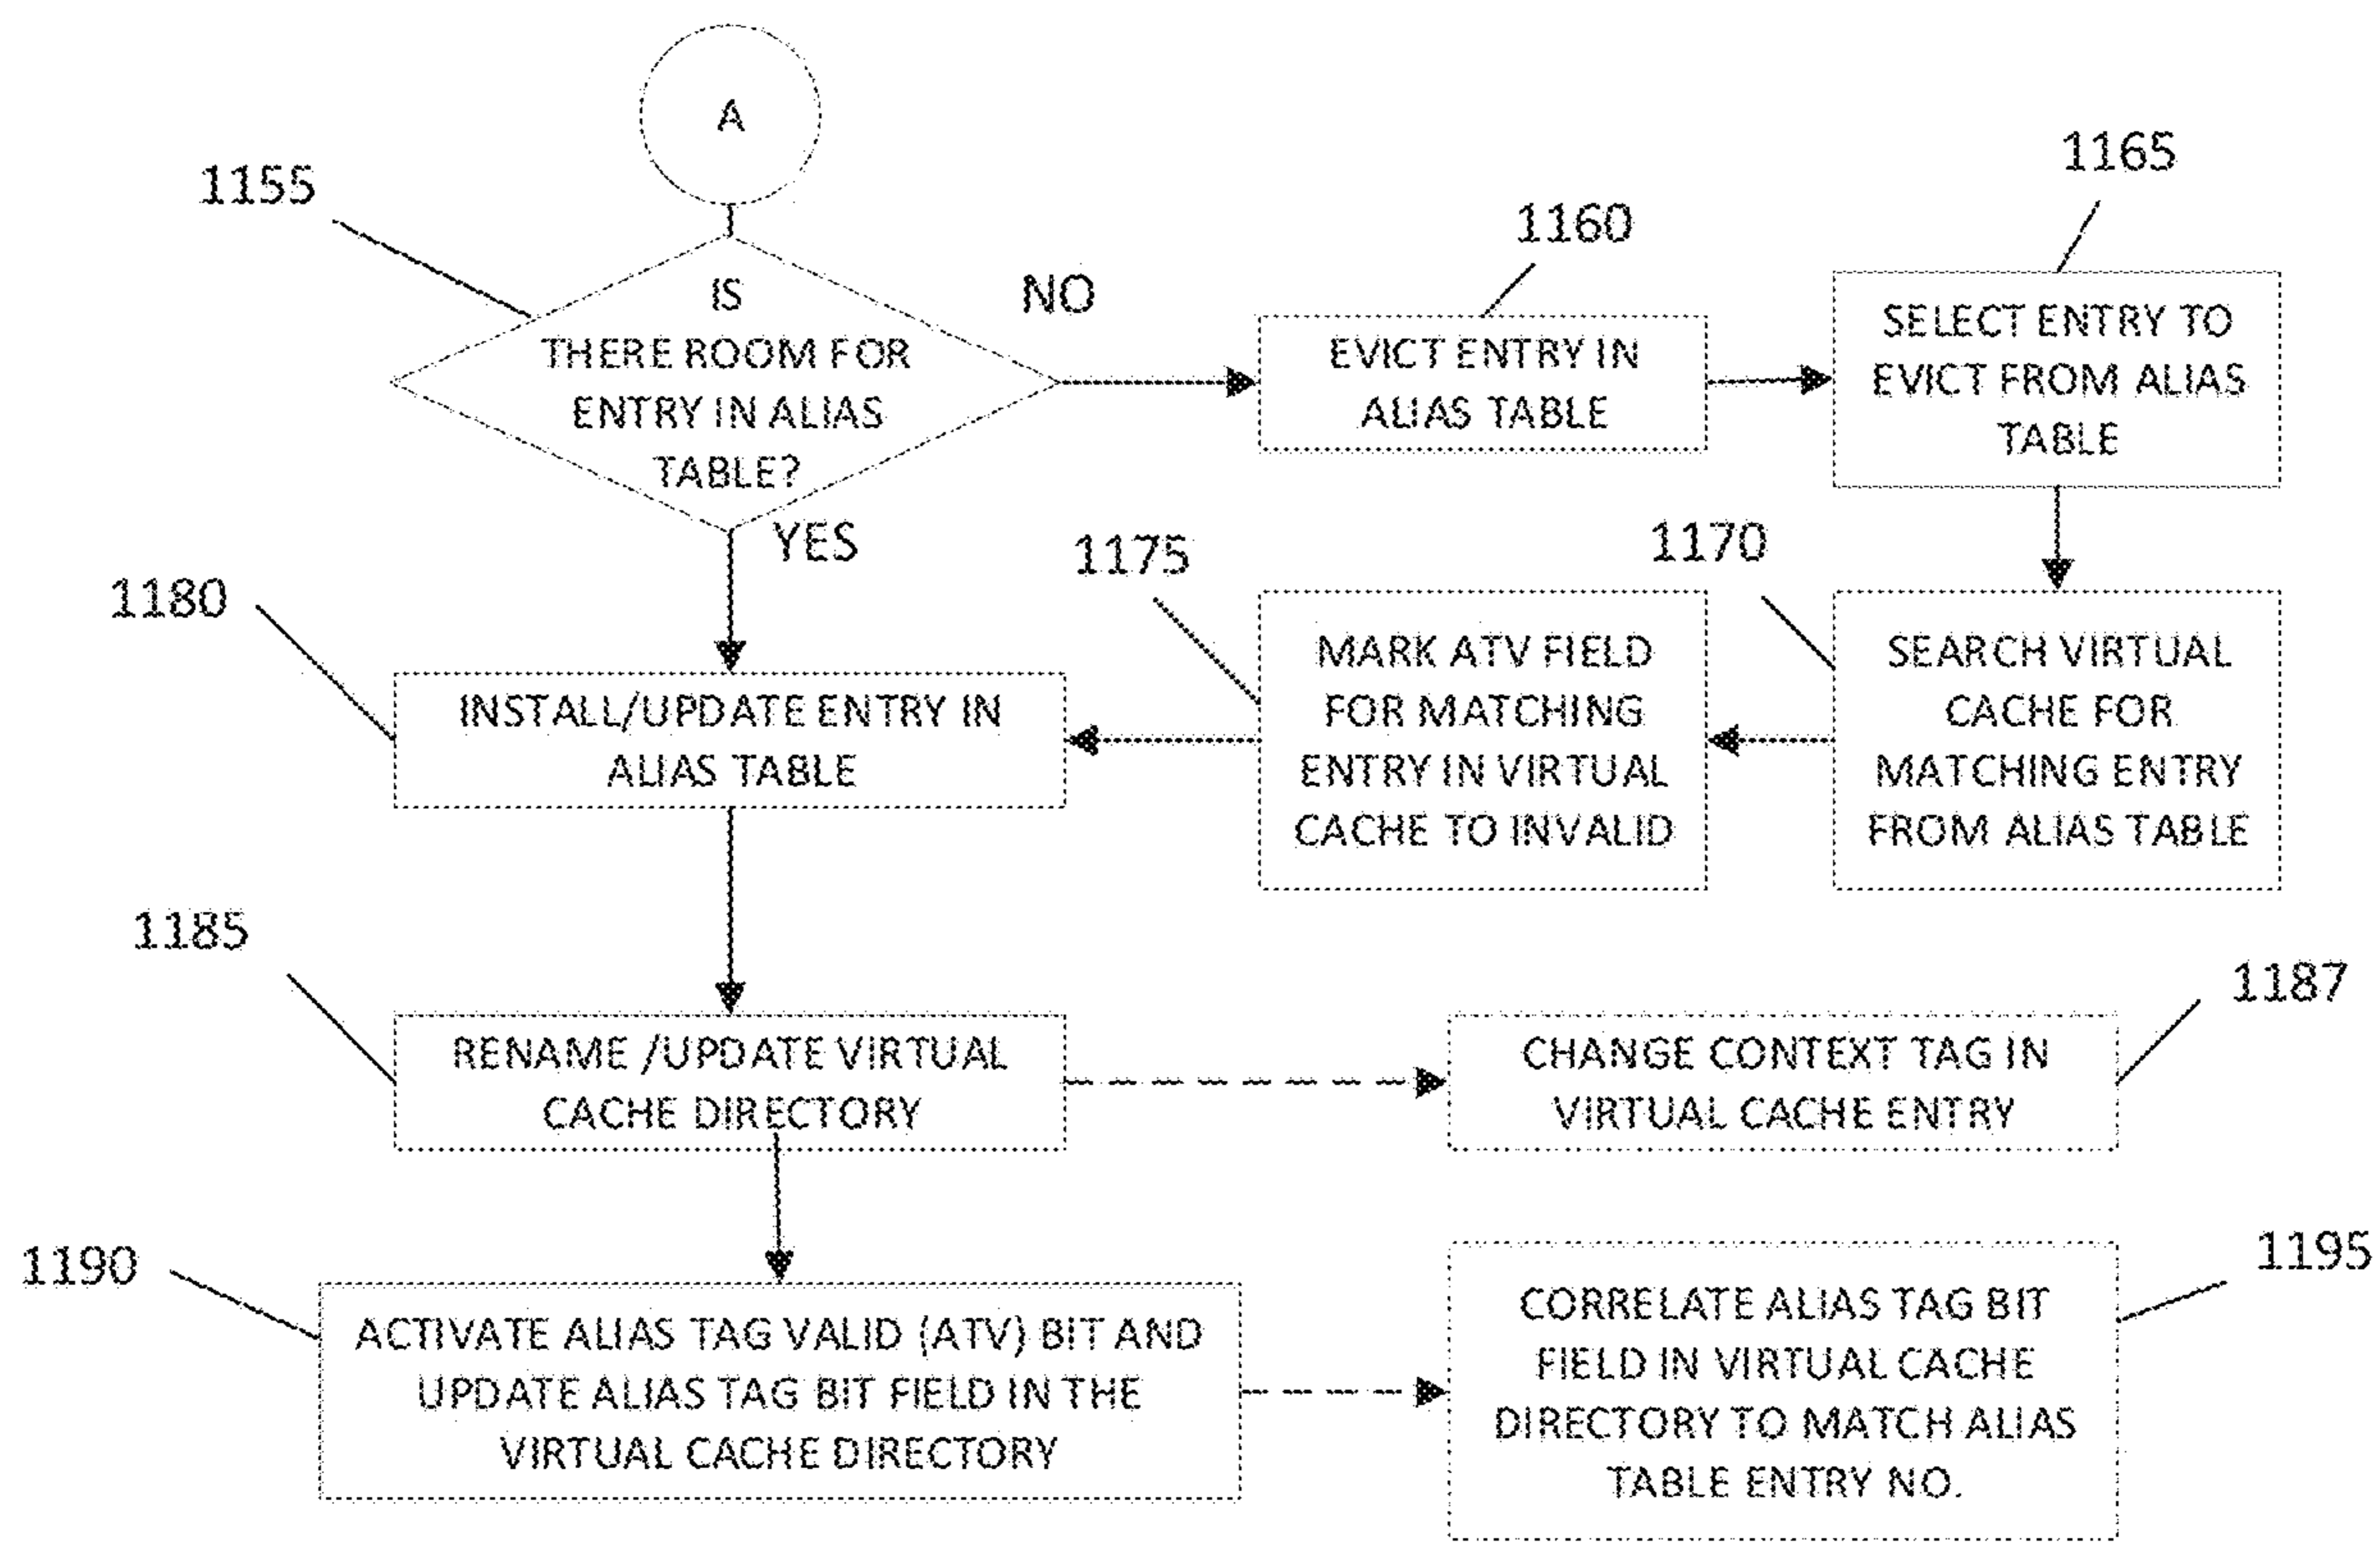 A
1155
IS
THERE ROOM FOR
ENTRY IN ALIAS
TABLE?
NO
YES
1160
EVICT ENTRY IN
ALIAS TABLE
1165
SELECT ENTRY TO
EVICT FROM ALIAS
TABLE
1170
SEARCH VIRTUAL
CACHE FOR
MATCHING ENTRY
FROM ALIAS TABLE
1175
MARK ATV FIELD
FOR MATCHING
ENTRY IN VIRTUAL
CACHE TO INVALID
1180
INSTALL/UPDATE ENTRY IN
ALIAS TABLE
1185
RENAME /UPDATE VIRTUAL
CACHE DIRECTORY
1187
CHANGE CONTEXT TAG IN
VIRTUAL CACHE ENTRY
1190
ACTIVATE ALIAS TAG VALID (ATV) BIT AND
UPDATE ALIAS TAG BIT FIELD IN THE
VIRTUAL CACHE DIRECTORY
1195
CORRELATE ALIAS TAG BIT
FIELD IN VIRTUAL CACHE
DIRECTORY TO MATCH ALIAS
TABLE ENTRY NO.